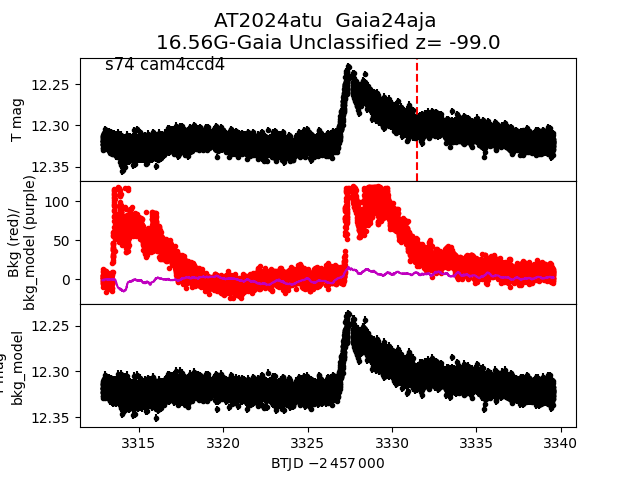 AT2024atu  Gaia24aja
16.56G-Gaia Unclassified z= -99.0
s74 cam4ccd4
T mag
12.25
12.30
12.35
Bkg (red)/
bkg_model (purple)
100
50
0
bkg_model
12.25
12.30
12.35
3315
3320
3325
3330
3335
3340
BTJD −2 457 000